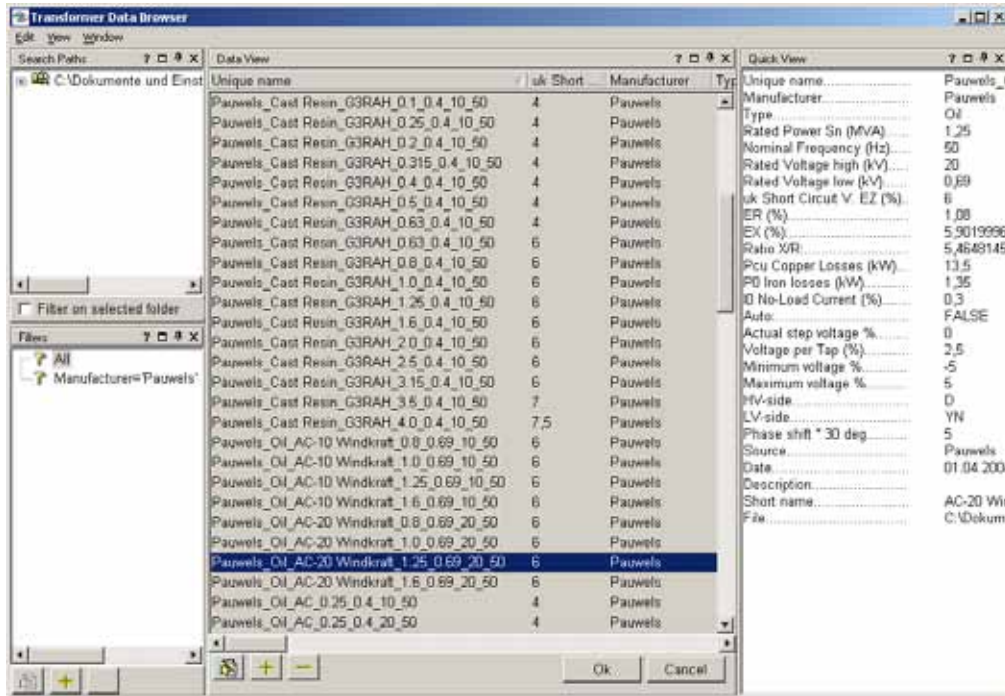 Transformer Data Browser
Edit View Window
Search Paths
C:\Dokumente und Einst
Filter on selected folder
Filters
All
Manufacturer='Pauwels'
Data View
Unique name / uk Short Manufacturer Typ
Pauwels_Cast Resin_G3RAH_0.1_0.4_10_50 4 Pauwels
Pauwels_Cast Resin_G3RAH_0.25_0.4_10_50 4 Pauwels
Pauwels_Cast Resin_G3RAH_0.2_0.4_10_50 4 Pauwels
Pauwels_Cast Resin_G3RAH_0.315_0.4_10_50 4 Pauwels
Pauwels_Cast Resin_G3RAH_0.4_0.4_10_50 4 Pauwels
Pauwels_Cast Resin_G3RAH_0.5_0.4_10_50 4 Pauwels
Pauwels_Cast Resin_G3RAH_0.63_0.4_10_50 4 Pauwels
Pauwels_Cast Resin_G3RAH_0.63_0.4_10_50 6 Pauwels
Pauwels_Cast Resin_G3RAH_0.8_0.4_10_50 6 Pauwels
Pauwels_Cast Resin_G3RAH_1.0_0.4_10_50 6 Pauwels
Pauwels_Cast Resin_G3RAH_1.25_0.4_10_50 6 Pauwels
Pauwels_Cast Resin_G3RAH_1.6_0.4_10_50 6 Pauwels
Pauwels_Cast Resin_G3RAH_2.0_0.4_10_50 6 Pauwels
Pauwels_Cast Resin_G3RAH_2.5_0.4_10_50 6 Pauwels
Pauwels_Cast Resin_G3RAH_3.15_0.4_10_50 6 Pauwels
Pauwels_Cast Resin_G3RAH_3.5_0.4_10_50 7 Pauwels
Pauwels_Cast Resin_G3RAH_4.0_0.4_10_50 7,5 Pauwels
Pauwels_Oil_AC-10 Windkraft_0.8_0.69_10_50 6 Pauwels
Pauwels_Oil_AC-10 Windkraft_1.0_0.69_10_50 6 Pauwels
Pauwels_Oil_AC-10 Windkraft_1.25_0.69_10_50 6 Pauwels
Pauwels_Oil_AC-10 Windkraft_1.6_0.69_10_50 6 Pauwels
Pauwels_Oil_AC-20 Windkraft_0.8_0.69_20_50 6 Pauwels
Pauwels_Oil_AC-20 Windkraft_1.0_0.69_20_50 6 Pauwels
Pauwels_Oil_AC-20 Windkraft_1.25_0.69_20_50 6 Pauwels
Pauwels_Oil_AC-20 Windkraft_1.6_0.69_20_50 6 Pauwels
Pauwels_Oil_AC_0.25_0.4_10_50 4 Pauwels
Pauwels_Oil_AC_0.25_0.4_20_50 4 Pauwels
Ok Cancel
Quick View
Unique name Pauwels_
Manufacturer Pauwels
Type Oil
Rated Power Sn (MVA) 1,25
Nominal Frequency (Hz) 50
Rated Voltage high (kV) 20
Rated Voltage low (kV) 0,69
uk Short Circuit V. EZ (%) 6
ER (%) 1,08
EX (%) 5,9019996
Ratio X/R: 5,4648145
Pcu Copper Losses (kW) 13,5
P0 Iron losses (kW) 1,35
I0 No-Load Current (%) 0,3
Auto: FALSE
Actual step voltage % 0
Voltage per Tap (%) 2,5
Minimum voltage % -5
Maximum voltage % 5
HV-side D
LV-side YN
Phase shift * 30 deg 5
Source Pauwels
Date 01.04.200
Description
Short name AC-20 Wi
File C:\Dokum